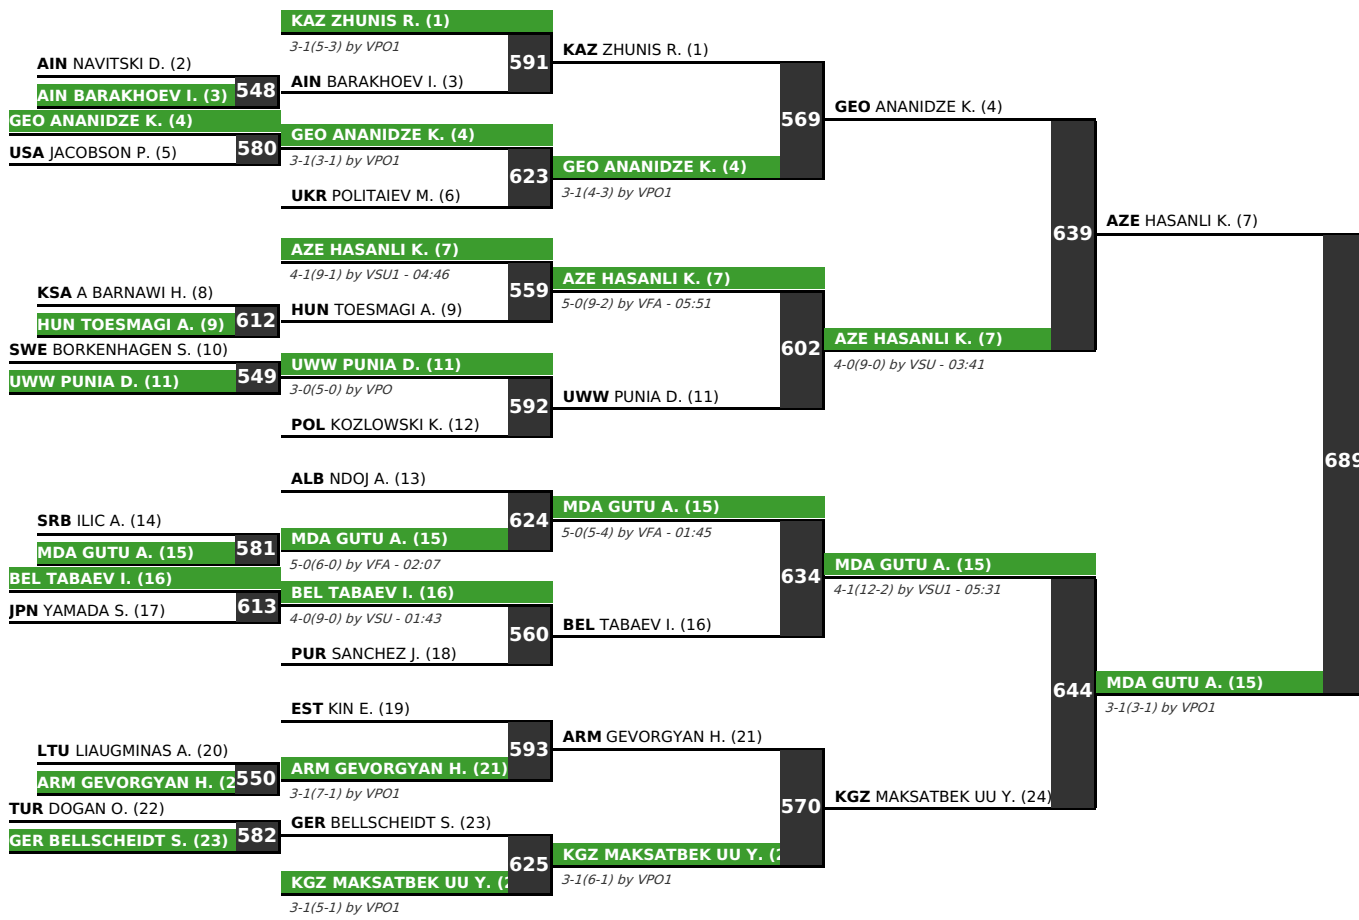 AIN NAVITSKI D. (2)
AIN BARAKHOEV I. (3)
548
GEO ANANIDZE K. (4)
USA JACOBSON P. (5)
580
KSA A BARNAWI H. (8)
HUN TOESMAGI A. (9)
612
SWE BORKENHAGEN S. (10)
UWW PUNIA D. (11)
549
SRB ILIC A. (14)
MDA GUTU A. (15)
581
BEL TABAEV I. (16)
JPN YAMADA S. (17)
613
LTU LIAUGMINAS A. (20)
ARM GEVORGYAN H. (2
550
TUR DOGAN O. (22)
GER BELLSCHEIDT S. (23)
582
KAZ ZHUNIS R. (1)
3-1(5-3) by VPO1
AIN BARAKHOEV I. (3)
591
GEO ANANIDZE K. (4)
3-1(3-1) by VPO1
UKR POLITAIEV M. (6)
623
AZE HASANLI K. (7)
4-1(9-1) by VSU1 - 04:46
HUN TOESMAGI A. (9)
559
UWW PUNIA D. (11)
3-0(5-0) by VPO
POL KOZLOWSKI K. (12)
592
ALB NDOJ A. (13)
MDA GUTU A. (15)
5-0(6-0) by VFA - 02:07
624
BEL TABAEV I. (16)
4-0(9-0) by VSU - 01:43
PUR SANCHEZ J. (18)
560
EST KIN E. (19)
ARM GEVORGYAN H. (21)
3-1(7-1) by VPO1
593
GER BELLSCHEIDT S. (23)
KGZ MAKSATBEK UU Y. (2
3-1(5-1) by VPO1
625
KAZ ZHUNIS R. (1)
GEO ANANIDZE K. (4)
3-1(4-3) by VPO1
569
AZE HASANLI K. (7)
5-0(9-2) by VFA - 05:51
UWW PUNIA D. (11)
602
MDA GUTU A. (15)
5-0(5-4) by VFA - 01:45
BEL TABAEV I. (16)
634
ARM GEVORGYAN H. (21)
KGZ MAKSATBEK UU Y. (2
3-1(6-1) by VPO1
570
GEO ANANIDZE K. (4)
AZE HASANLI K. (7)
4-0(9-0) by VSU - 03:41
639
MDA GUTU A. (15)
4-1(12-2) by VSU1 - 05:31
KGZ MAKSATBEK UU Y. (24)
644
AZE HASANLI K. (7)
MDA GUTU A. (15)
3-1(3-1) by VPO1
689